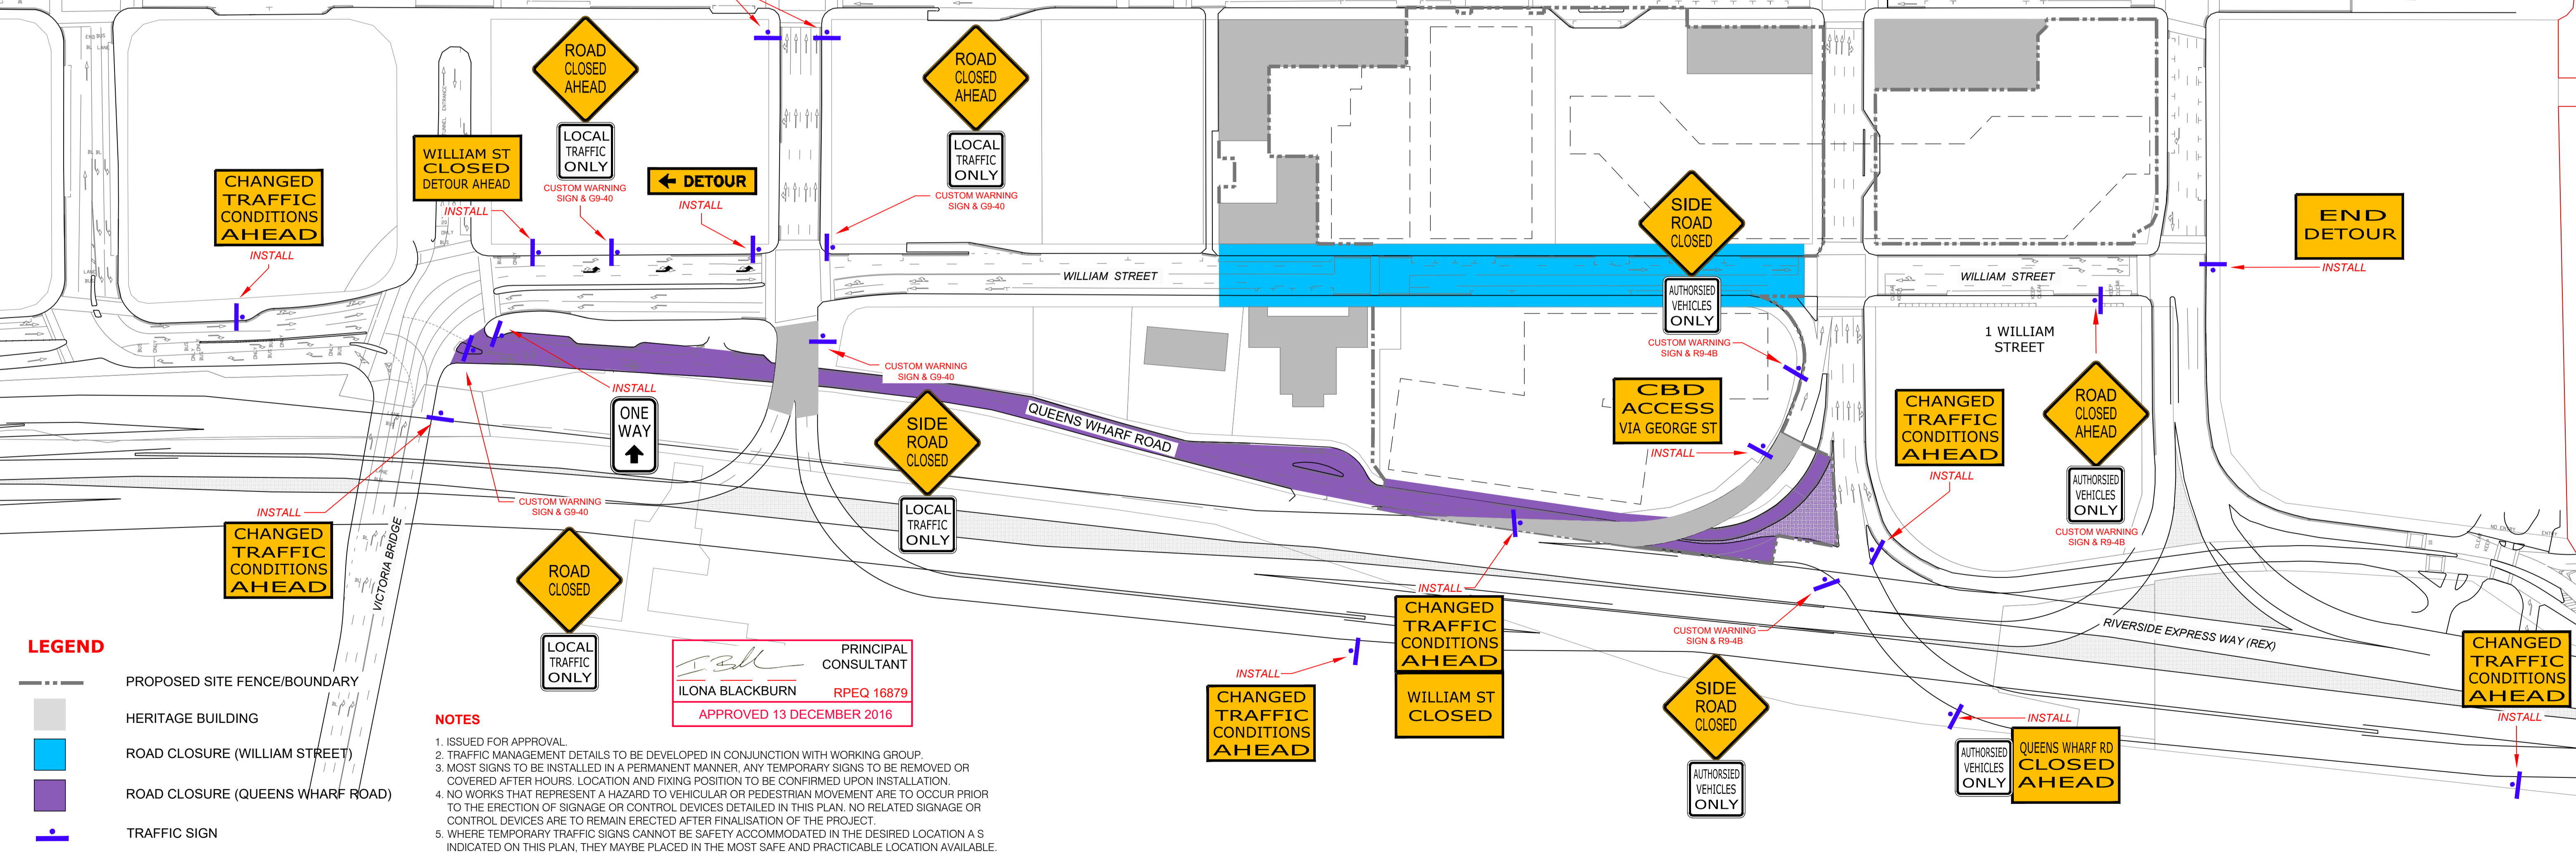 ROAD
CLOSED
AHEAD
LOCAL
TRAFFIC
ONLY
CUSTOM WARNING
SIGN & G9-40
ROAD
CLOSED
AHEAD
LOCAL
TRAFFIC
ONLY
CUSTOM WARNING
SIGN & G9-40
WILLIAM ST
CLOSED
DETOUR AHEAD
INSTALL
DETOUR
INSTALL
CHANGED
TRAFFIC
CONDITIONS
AHEAD
INSTALL
SIDE
ROAD
CLOSED
AUTHORSIED
VEHICLES
ONLY
CUSTOM WARNING
SIGN & R9-4B
END
DETOUR
INSTALL
WILLIAM STREET
WILLIAM STREET
1 WILLIAM
STREET
CUSTOM WARNING
SIGN & G9-40
INSTALL
ONE
WAY
SIDE
ROAD
CLOSED
LOCAL
TRAFFIC
ONLY
QUEENS WHARF ROAD
CBD
ACCESS
VIA GEORGE ST
INSTALL
CHANGED
TRAFFIC
CONDITIONS
AHEAD
INSTALL
ROAD
CLOSED
AHEAD
AUTHORSIED
VEHICLES
ONLY
CUSTOM WARNING
SIGN & R9-4B
NO ENTRY
ENTRY
INSTALL
CHANGED
TRAFFIC
CONDITIONS
AHEAD
VICTORIA BRIDGE
CUSTOM WARNING
SIGN & G9-40
ROAD
CLOSED
LOCAL
TRAFFIC
ONLY
INSTALL
CHANGED
TRAFFIC
CONDITIONS
AHEAD
WILLIAM ST
CLOSED
INSTALL
CHANGED
TRAFFIC
CONDITIONS
AHEAD
CUSTOM WARNING
SIGN & R9-4B
SIDE
ROAD
CLOSED
AUTHORSIED
VEHICLES
ONLY
RIVERSIDE EXPRESS WAY (REX)
INSTALL
AUTHORSIED
VEHICLES
ONLY
QUEENS WHARF RD
CLOSED
AHEAD
CHANGED
TRAFFIC
CONDITIONS
AHEAD
INSTALL
LEGEND
PROPOSED SITE FENCE/BOUNDARY
HERITAGE BUILDING
ROAD CLOSURE (WILLIAM STREET)
ROAD CLOSURE (QUEENS WHARF ROAD)
TRAFFIC SIGN
PRINCIPAL
CONSULTANT
ILONA BLACKBURN RPEQ 16879
APPROVED 13 DECEMBER 2016
NOTES
1. ISSUED FOR APPROVAL.
2. TRAFFIC MANAGEMENT DETAILS TO BE DEVELOPED IN CONJUNCTION WITH WORKING GROUP.
3. MOST SIGNS TO BE INSTALLED IN A PERMANENT MANNER, ANY TEMPORARY SIGNS TO BE REMOVED OR
COVERED AFTER HOURS. LOCATION AND FIXING POSITION TO BE CONFIRMED UPON INSTALLATION.
4. NO WORKS THAT REPRESENT A HAZARD TO VEHICULAR OR PEDESTRIAN MOVEMENT ARE TO OCCUR PRIOR
TO THE ERECTION OF SIGNAGE OR CONTROL DEVICES DETAILED IN THIS PLAN. NO RELATED SIGNAGE OR
CONTROL DEVICES ARE TO REMAIN ERECTED AFTER FINALISATION OF THE PROJECT.
5. WHERE TEMPORARY TRAFFIC SIGNS CANNOT BE SAFETY ACCOMMODATED IN THE DESIRED LOCATION A S
INDICATED ON THIS PLAN, THEY MAYBE PLACED IN THE MOST SAFE AND PRACTICABLE LOCATION AVAILABLE.